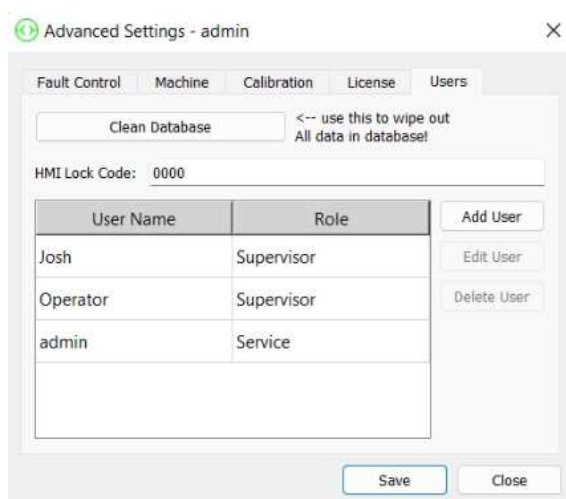 Advanced Settings - admin
Fault Control Machine Calibration License Users
Clean Database
<-- use this to wipe out
All data in database!
HMI Lock Code: 0000
User Name Role
Josh Supervisor
Operator Supervisor
admin Service
Add User
Edit User
Delete User
Save Close